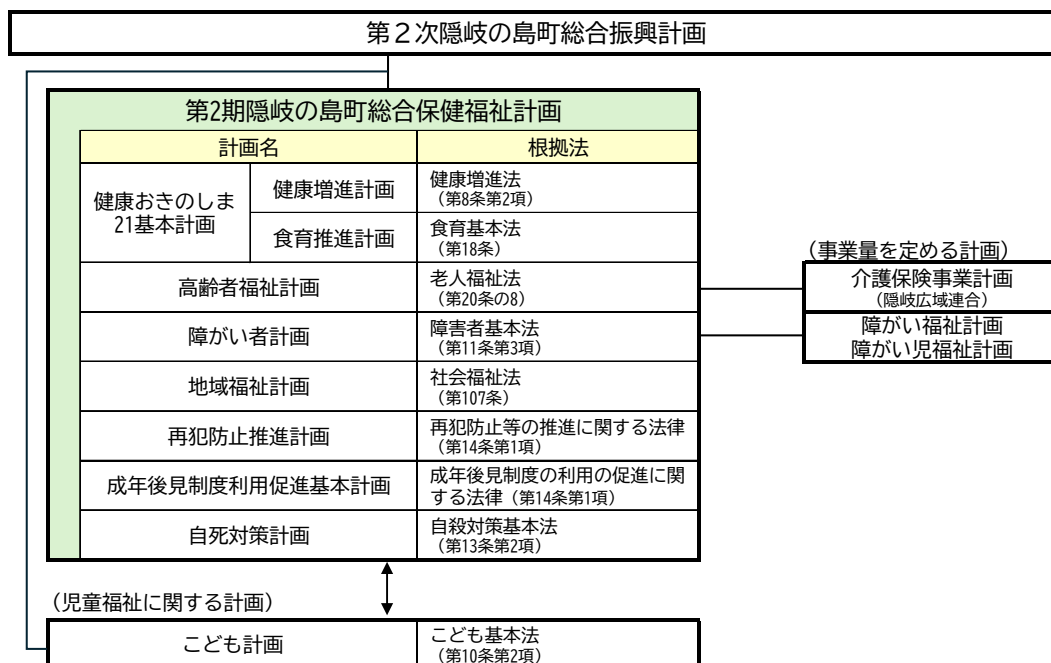 第２次隠岐の島町総合振興計画
第2期隠岐の島町総合保健福祉計画
計画名
根拠法
健康おきのしま
21基本計画
健康増進計画
健康増進法
（第8条第2項）
食育推進計画
食育基本法
（第18条）
高齢者福祉計画
老人福祉法
（第20条の8）
障がい者計画
障害者基本法
（第11条第3項）
地域福祉計画
社会福祉法
（第107条）
再犯防止推進計画
再犯防止等の推進に関する法律
（第14条第1項）
成年後見制度利用促進基本計画
成年後見制度の利用の促進に関
する法律（第14条第1項）
自死対策計画
自殺対策基本法
（第13条第2項）
（事業量を定める計画）
介護保険事業計画
（隠岐広域連合）
障がい福祉計画
障がい児福祉計画
（児童福祉に関する計画）
こども計画
こども基本法
（第10条第2項）